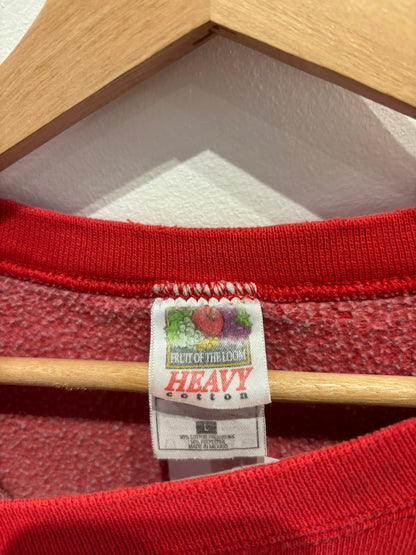 FRUIT OF THE LOOM
HEAVY
cotton
L
MADE IN MEXICO